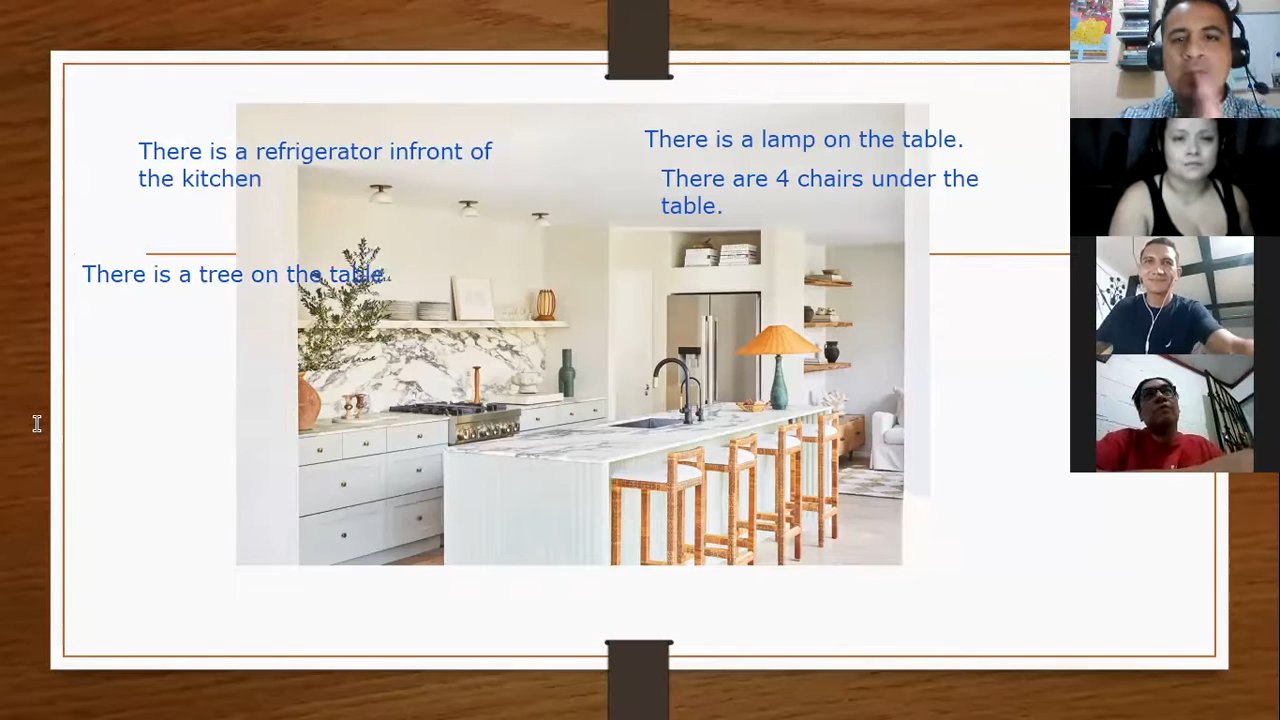 There is a refrigerator infront of
the kitchen
There is a lamp on the table.
There are 4 chairs under the
table.
There is a tree on the table